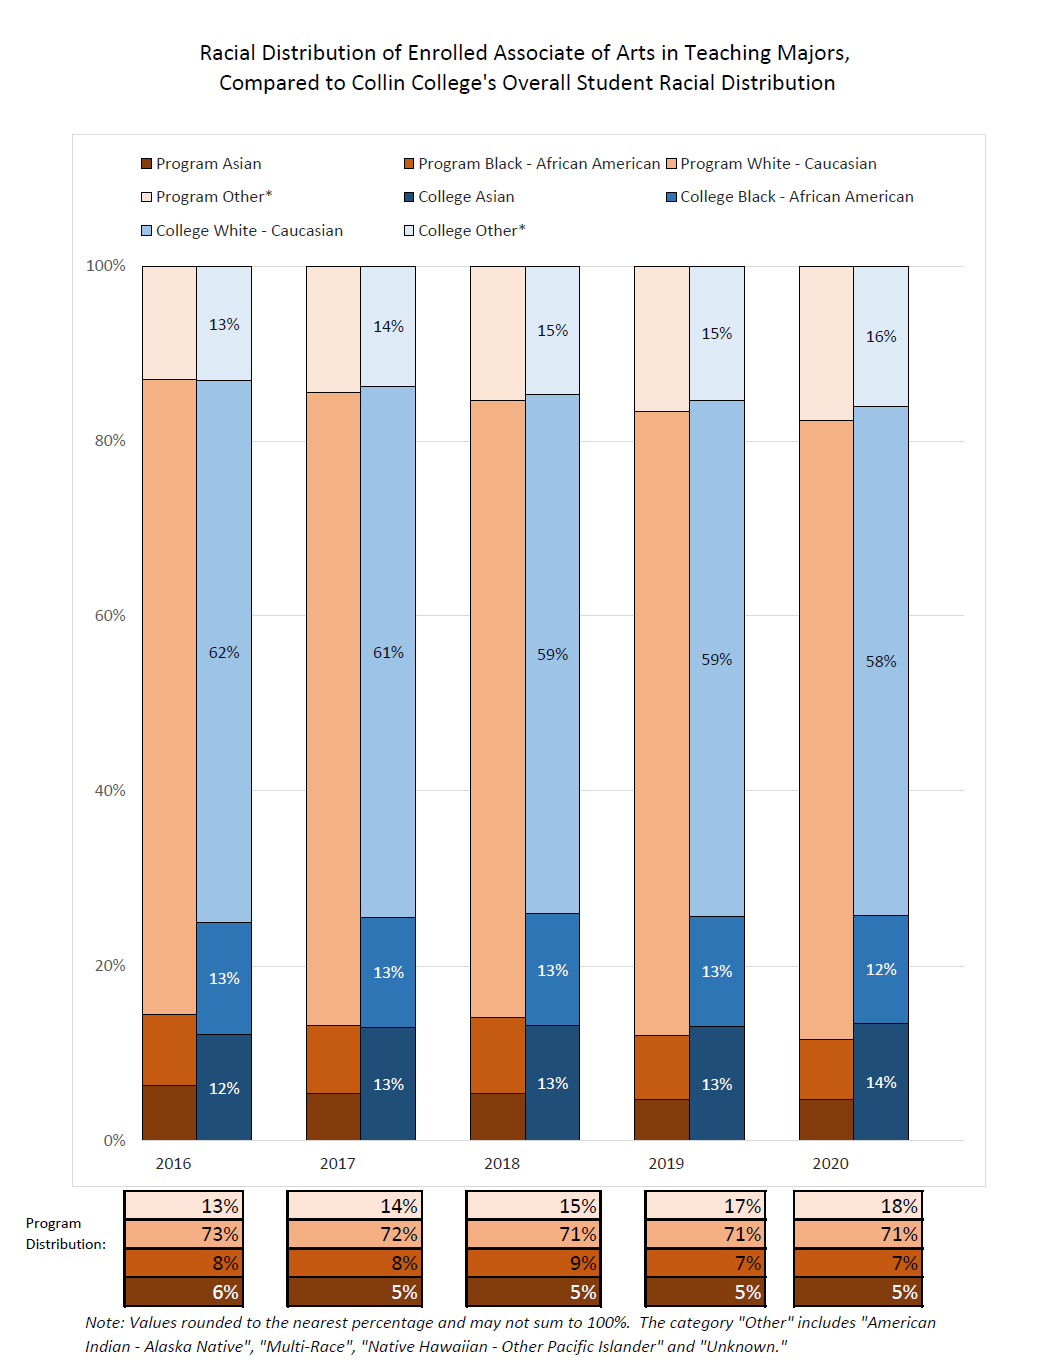 Racial Distribution of Enrolled Associate of Arts in Teaching Majors,
Compared to Collin College's Overall Student Racial Distribution
Program Asian Program Black - African American Program White - Caucasian
Program Other* College Asian College Black - African American
College White - Caucasian College Other*
100%
13% 14% 15% 15% 16%
80%
60%
62% 61% 59% 59% 58%
40%
20%
13% 13% 13% 13% 12%
12% 13% 13% 13% 14%
0%
2016 2017 2018 2019 2020
Program
Distribution:
13% 14% 15% 17% 18%
73% 72% 71% 71% 71%
8% 8% 9% 7% 7%
6% 5% 5% 5% 5%
Note: Values rounded to the nearest percentage and may not sum to 100%. The category "Other" includes "American
Indian - Alaska Native", "Multi-Race", "Native Hawaiian - Other Pacific Islander" and "Unknown."